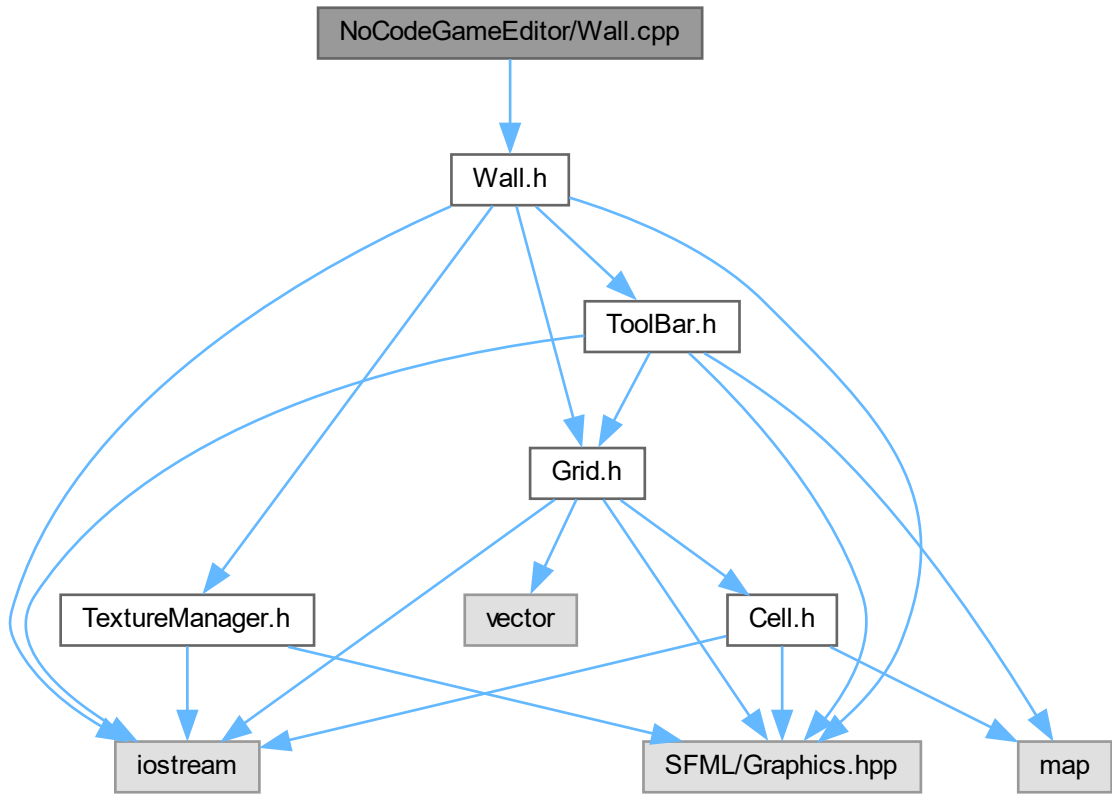 NoCodeGameEditor/Wall.cpp
Wall.h
ToolBar.h
Grid.h
TextureManager.h
vector
Cell.h
iostream
SFML/Graphics.hpp
map